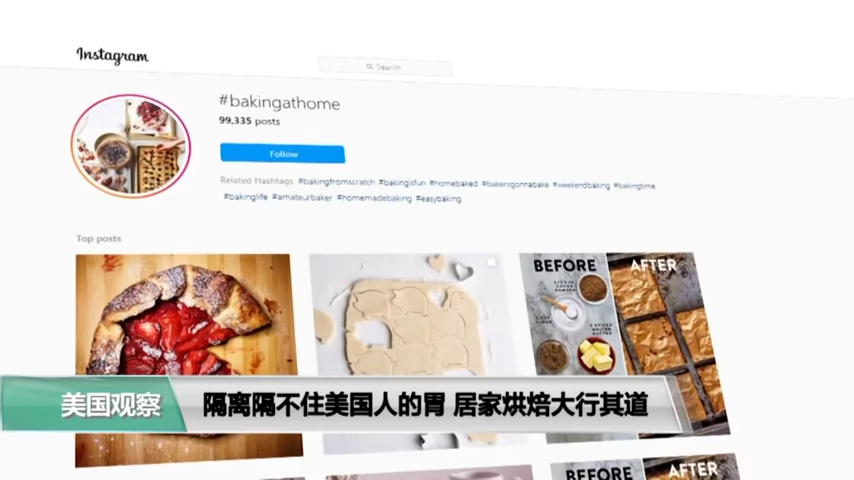 Instagram
Search
#bakingathome
99,335 posts
Follow
Related Hashtags #bakingfromscratch #bakingisfun #homebaked #bakersgonnabake #weekendbaking #bakingtime
#bakinglife #amateurbaker #homemadebaking #easybaking
Top posts
BEFORE
AFTER
美国观察
隔离隔不住美国人的胃 居家烘焙大行其道
BEFORE
AFTER